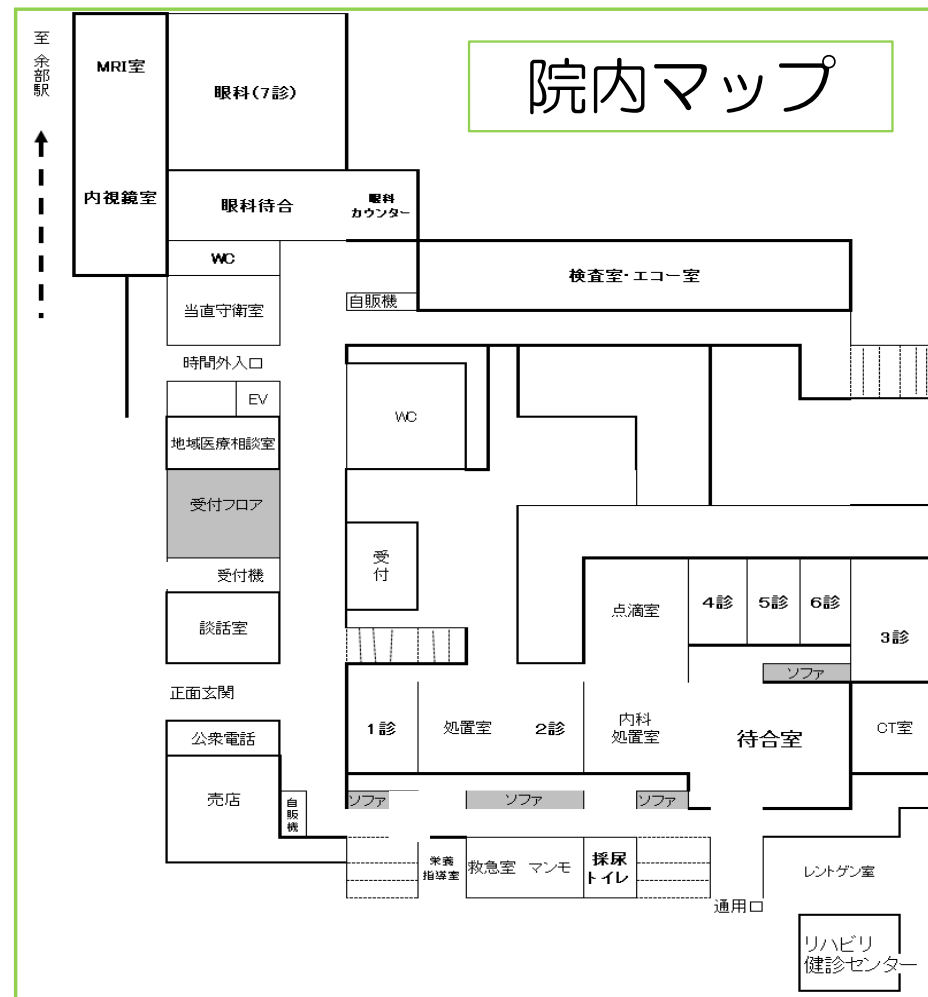 至 余部駅
院内マップ
MRI室
眼科(7診)
内視鏡室
眼科待合
眼科
カウンター
WC
検査室･エコー室
当直守衛室
自販機
時間外入口
EV
WC
地域医療相談室
受付フロア
受付
受付機
談話室
点滴室
4診
5診
6診
3診
ソファ
正面玄関
1診
処置室
2診
内科
処置室
待合室
CT室
公衆電話
売店
自販機
ソファ
ソファ
ソファ
栄養
指導室
救急室
マンモ
採尿
トイレ
レントゲン室
通用口
リハビリ
健診センター